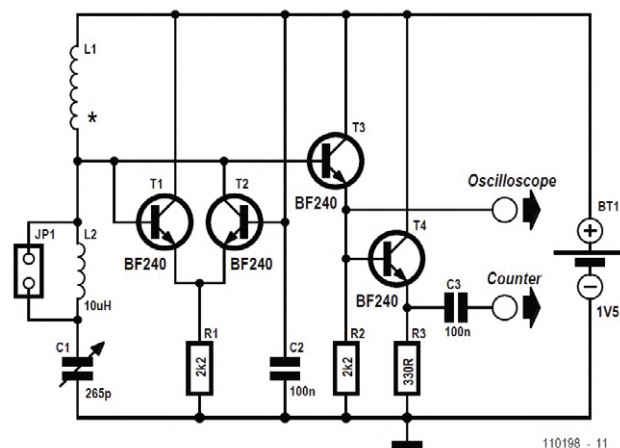 L1
*
T3
BF240
T1
T2
BF240
BF240
Oscilloscope
T4
BF240
BT1
+
−
1V5
Counter
C3
100n
JP1
L2
10uH
C1
265p
R1
2k2
C2
100n
R2
2k2
R3
330R
110198 - 11